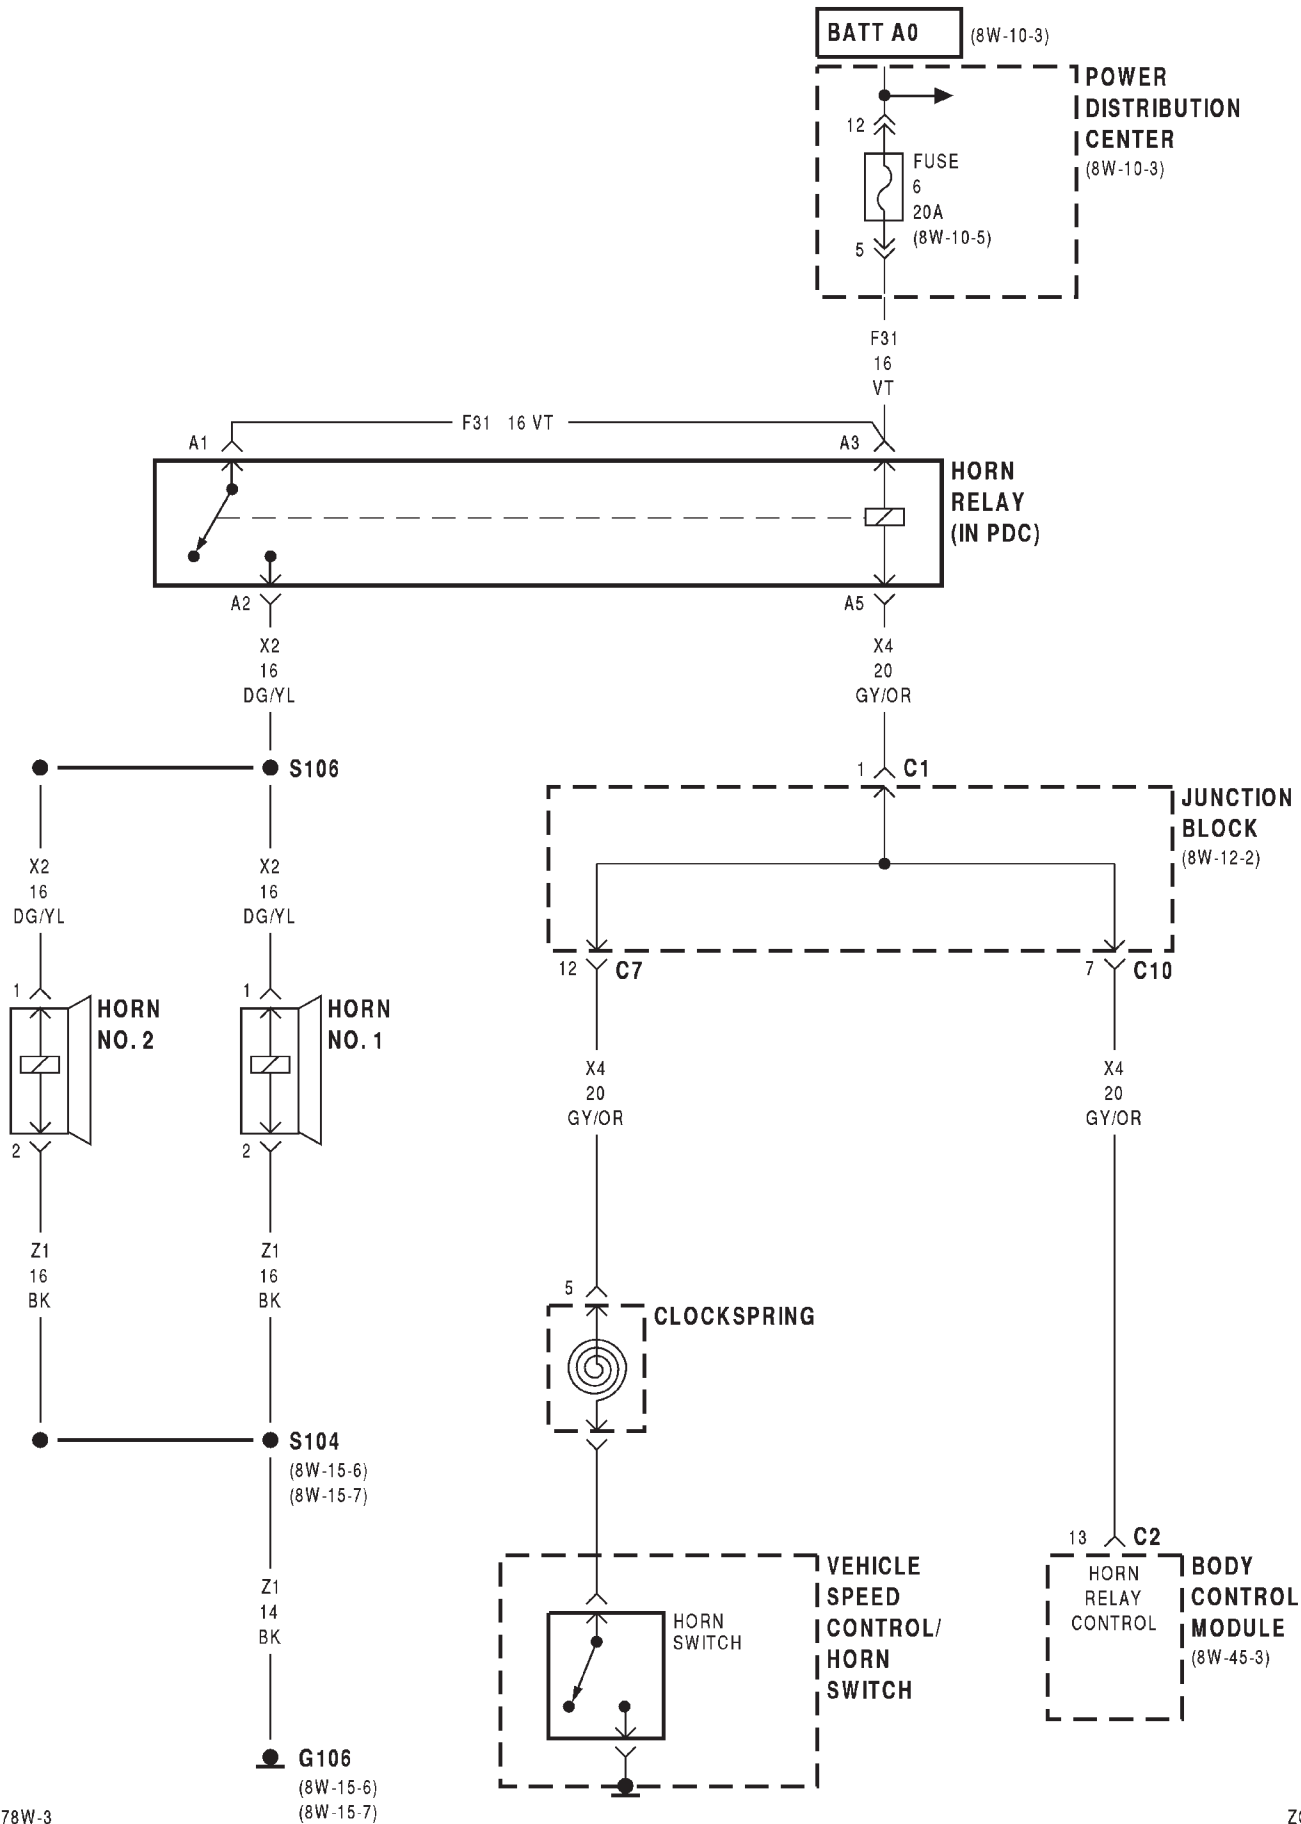 BATT A0 (8W-10-3)
POWER
DISTRIBUTION
CENTER
(8W-10-3)
12
FUSE
6
20A
(8W-10-5)
5
F31
16
VT
F31 16 VT
A1
A3
HORN
RELAY
(IN PDC)
A2
A5
X2
16
DG/YL
X4
20
GY/OR
S106
1 C1
JUNCTION
BLOCK
(8W-12-2)
X2
16
DG/YL
X2
16
DG/YL
12 C7
7 C10
1
HORN
NO. 2
2
1
HORN
NO. 1
2
X4
20
GY/OR
X4
20
GY/OR
Z1
16
BK
Z1
16
BK
5
CLOCKSPRING
S104
(8W-15-6)
(8W-15-7)
13 C2
HORN
RELAY
CONTROL
BODY
CONTROL
MODULE
(8W-45-3)
VEHICLE
SPEED
CONTROL/
HORN
SWITCH
HORN
SWITCH
Z1
14
BK
G106
(8W-15-6)
(8W-15-7)
78W-3